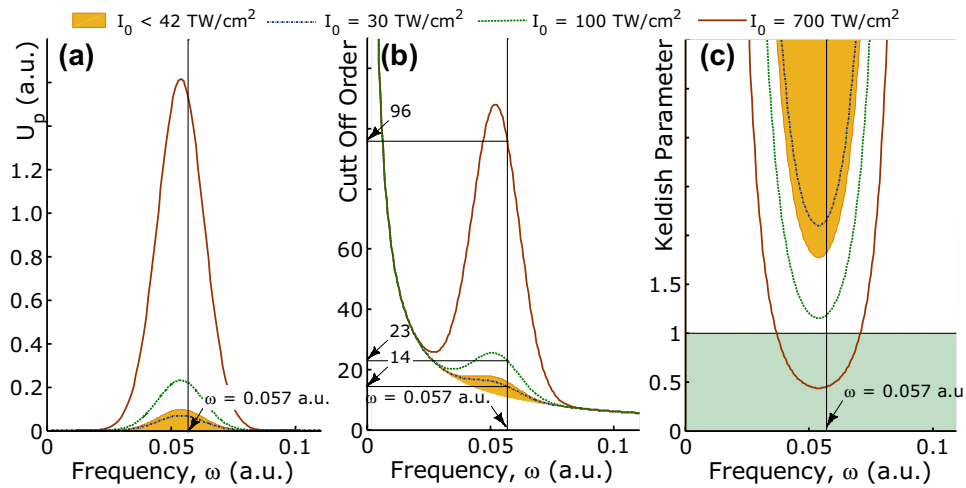 I₀ < 42 TW/cm² I₀ = 30 TW/cm² I₀ = 100 TW/cm² I₀ = 700 TW/cm²
(a)
Uₚ (a.u.)
1.2
1.0
0.8
0.6
0.4
0.2
0
ω = 0.057 a.u.
0 0.05 0.1
Frequency, ω (a.u.)
(b)
Cutt Off Order
96
60
40
23
14
20
0
ω = 0.057 a.u.
0 0.05 0.1
Frequency, ω (a.u.)
(c)
Keldish Parameter
1.5
1
0.5
0
ω = 0.057 a.u.
0 0.05 0.1
Frequency, ω (a.u.)